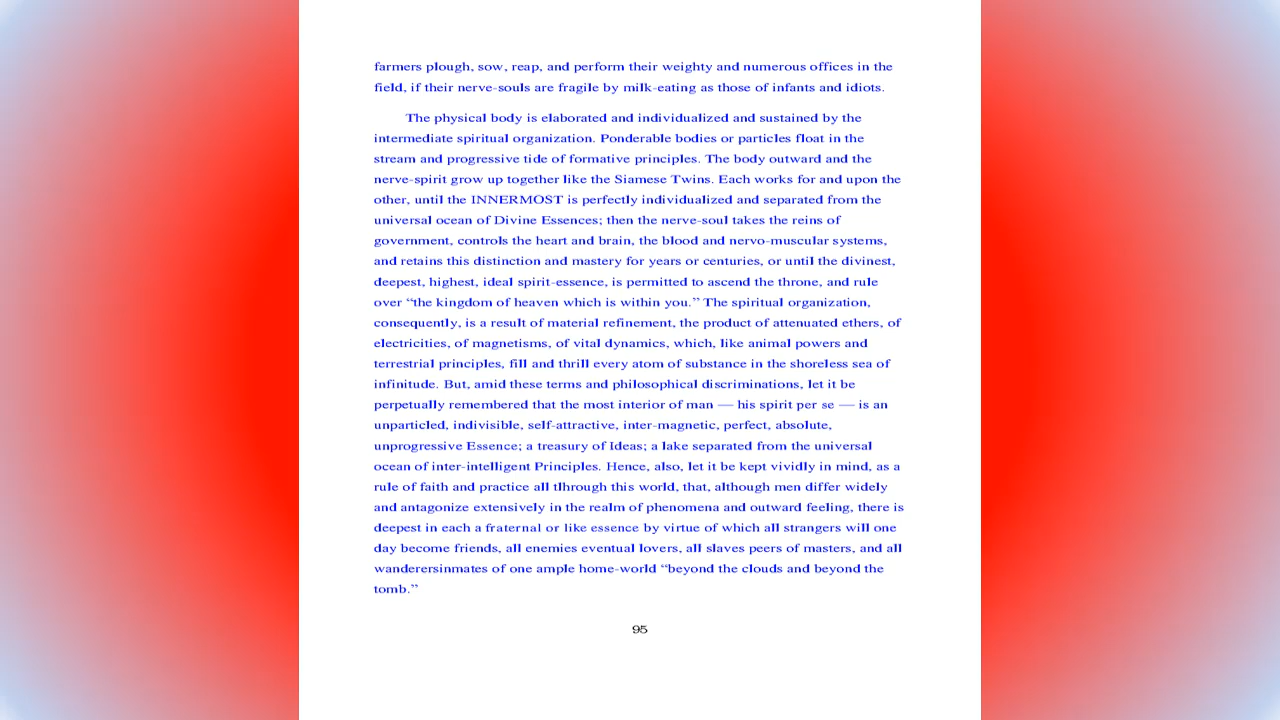 farmers plough, sow, reap, and perform their weighty and numerous offices in the
field, if their nerve-souls are fragile by milk-eating as those of infants and idiots.
The physical body is elaborated and individualized and sustained by the
intermediate spiritual organization. Ponderable bodies or particles float in the
stream and progressive tide of formative principles. The body outward and the
nerve-spirit grow up together like the Siamese Twins. Each works for and upon the
other, until the INNERMOST is perfectly individualized and separated from the
universal ocean of Divine Essences; then the nerve-soul takes the reins of
government, controls the heart and brain, the blood and nervo-muscular systems,
and retains this distinction and mastery for years or centuries, or until the divinest,
deepest, highest, ideal spirit-essence, is permitted to ascend the throne, and rule
over “the kingdom of heaven which is within you.” The spiritual organization,
consequently, is a result of material refinement, the product of attenuated ethers, of
electricities, of magnetisms, of vital dynamics, which, like animal powers and
terrestrial principles, fill and thrill every atom of substance in the shoreless sea of
infinitude. But, amid these terms and philosophical discriminations, let it be
perpetually remembered that the most interior of man — his spirit per se — is an
unparticled, indivisible, self-attractive, inter-magnetic, perfect, absolute,
unprogressive Essence; a treasury of Ideas; a lake separated from the universal
ocean of inter-intelligent Principles. Hence, also, let it be kept vividly in mind, as a
rule of faith and practice all tlhrough this world, that, although men differ widely
and antagonize extensively in the realm of phenomena and outward feeling, there is
deepest in each a fraternal or like essence by virtue of which all strangers will one
day become friends, all enemies eventual lovers, all slaves peers of masters, and all
wanderersinmates of one ample home-world “beyond the clouds and beyond the
tomb.”
95